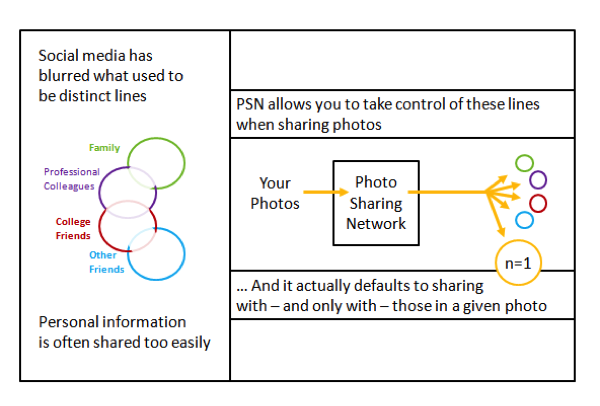 Social media has
blurred what used to
be distinct lines
Family
Professional
Colleagues
College
Friends
Other
Friends
Personal information
is often shared too easily
PSN allows you to take control of these lines
when sharing photos
Your
Photos
Photo
Sharing
Network
n=1
... And it actually defaults to sharing
with – and only with – those in a given photo